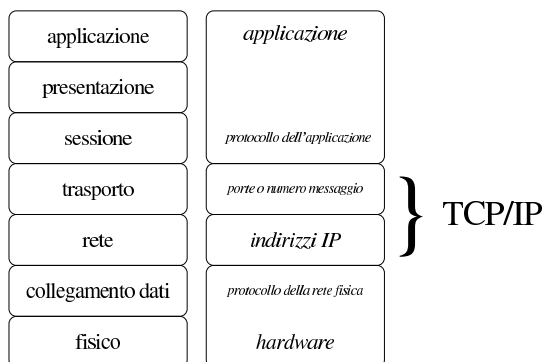 applicazione
applicazione
presentazione
sessione
protocollo dell'applicazione
trasporto
porte o numero messaggio
rete
indirizzi IP
TCP/IP
collegamento dati
protocollo della rete fisica
fisico
hardware